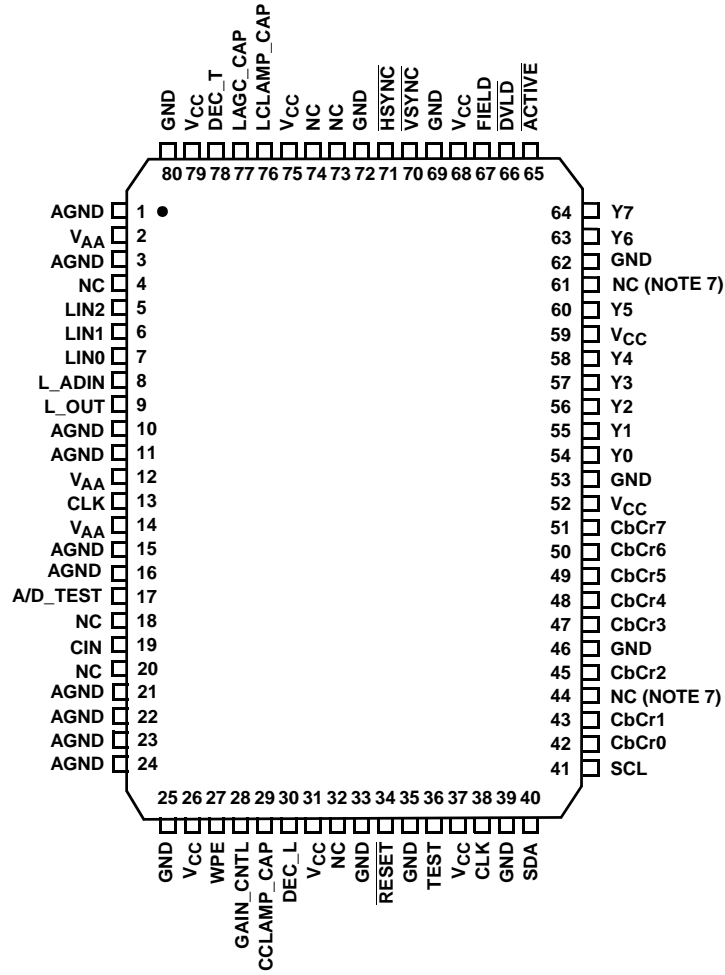 GND VCC DEC_T LAGC_CAP LCLAMP_CAP VCC NC NC GND HSYNC VSYNC GND VCC FIELD DVLD ACTIVE
80 79 78 77 76 75 74 73 72 71 70 69 68 67 66 65
AGND 1 64 Y7
VAA 2 63 Y6
AGND 3 62 GND
NC 4 61 NC (NOTE 7)
LIN2 5 60 Y5
LIN1 6 59 VCC
LIN0 7 58 Y4
L_ADIN 8 57 Y3
L_OUT 9 56 Y2
AGND 10 55 Y1
AGND 11 54 Y0
VAA 12 53 GND
CLK 13 52 VCC
VAA 14 51 CbCr7
AGND 15 50 CbCr6
AGND 16 49 CbCr5
A/D_TEST 17 48 CbCr4
NC 18 47 CbCr3
CIN 19 46 GND
NC 20 45 CbCr2
AGND 21 44 NC (NOTE 7)
AGND 22 43 CbCr1
AGND 23 42 CbCr0
AGND 24 41 SCL
25 26 27 28 29 30 31 32 33 34 35 36 37 38 39 40
GND VCC WPE GAIN_CNTL CCLAMP_CAP DEC_L VCC NC GND RESET GND TEST VCC CLK GND SDA